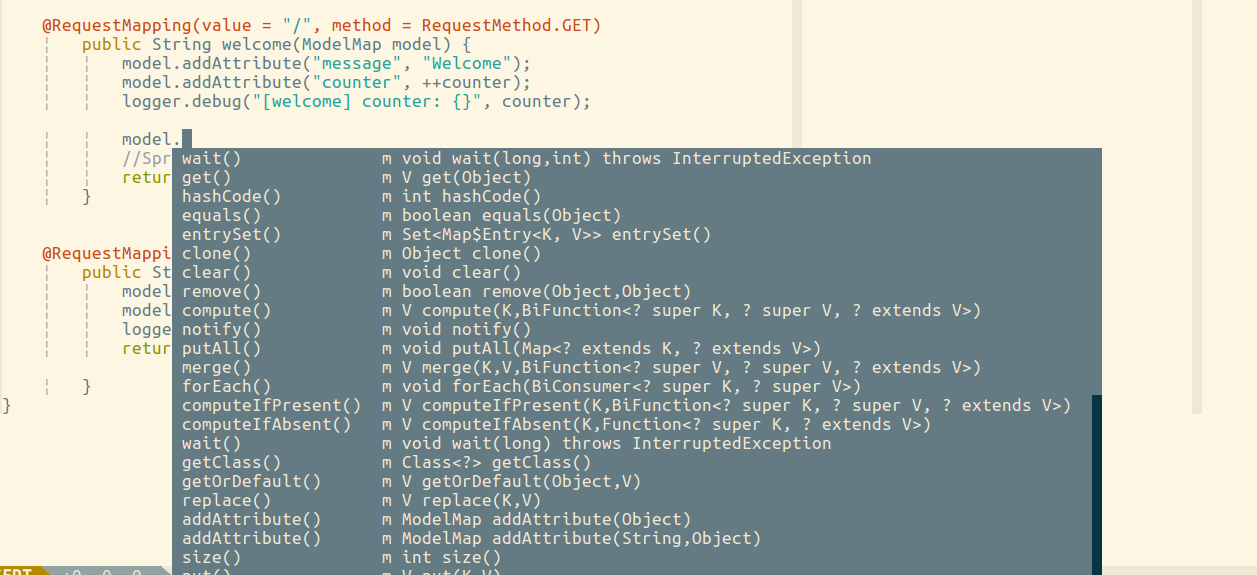 @RequestMapping(value = "/", method = RequestMethod.GET)
public String welcome(ModelMap model) {
model.addAttribute("message", "Welcome");
model.addAttribute("counter", ++counter);
logger.debug("[welcome] counter: {}", counter);
model.
//Spr wait() m void wait(long,int) throws InterruptedException
retur get() m V get(Object)
} hashCode() m int hashCode()
equals() m boolean equals(Object)
entrySet() m Set<Map$Entry<K, V>> entrySet()
@RequestMappi clone() m Object clone()
public St clear() m void clear()
model remove() m boolean remove(Object,Object)
model compute() m V compute(K,BiFunction<? super K, ? super V, ? extends V>)
logge notify() m void notify()
retur putAll() m void putAll(Map<? extends K, ? extends V>)
merge() m V merge(K,V,BiFunction<? super V, ? super V, ? extends V>)
} forEach() m void forEach(BiConsumer<? super K, ? super V>)
} computeIfPresent() m V computeIfPresent(K,BiFunction<? super K, ? super V, ? extends V>)
computeIfAbsent() m V computeIfAbsent(K,Function<? super K, ? extends V>)
wait() m void wait(long) throws InterruptedException
getClass() m Class<?> getClass()
getOrDefault() m V getOrDefault(Object,V)
replace() m V replace(K,V)
addAttribute() m ModelMap addAttribute(Object)
addAttribute() m ModelMap addAttribute(String,Object)
size() m int size()
put() m V put(K,V)